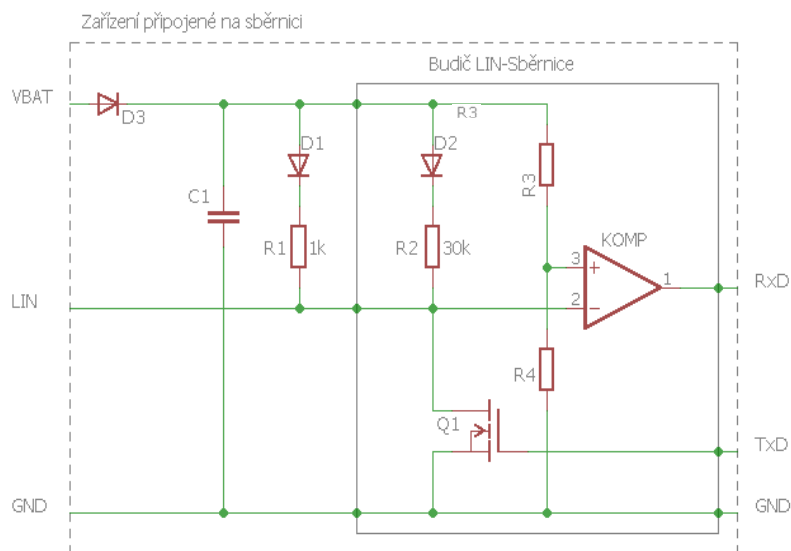 Zařízení připojené na sběrnici
Budič LIN-Sběrnice
VBAT
D3
R3
D1
D2
R3
C1
KOMP
R1
1k
R2
30k
3
+
1
RxD
2
−
LIN
R4
Q1
TxD
GND
GND